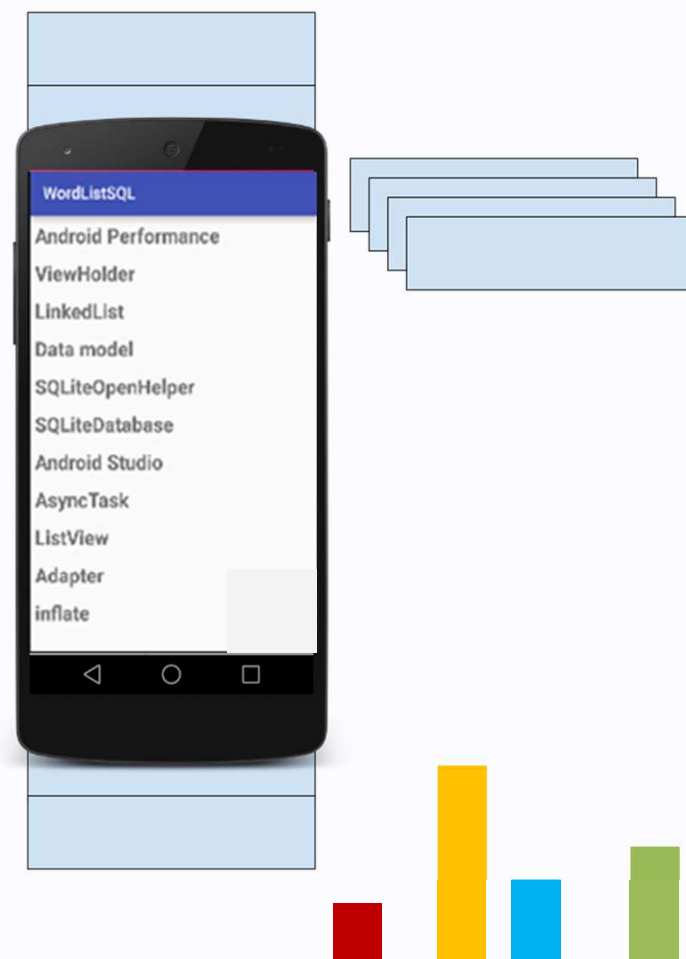 WordListSQL
Android Performance
ViewHolder
LinkedList
Data model
SQLiteOpenHelper
SQLiteDatabase
Android Studio
AsyncTask
ListView
Adapter
inflate